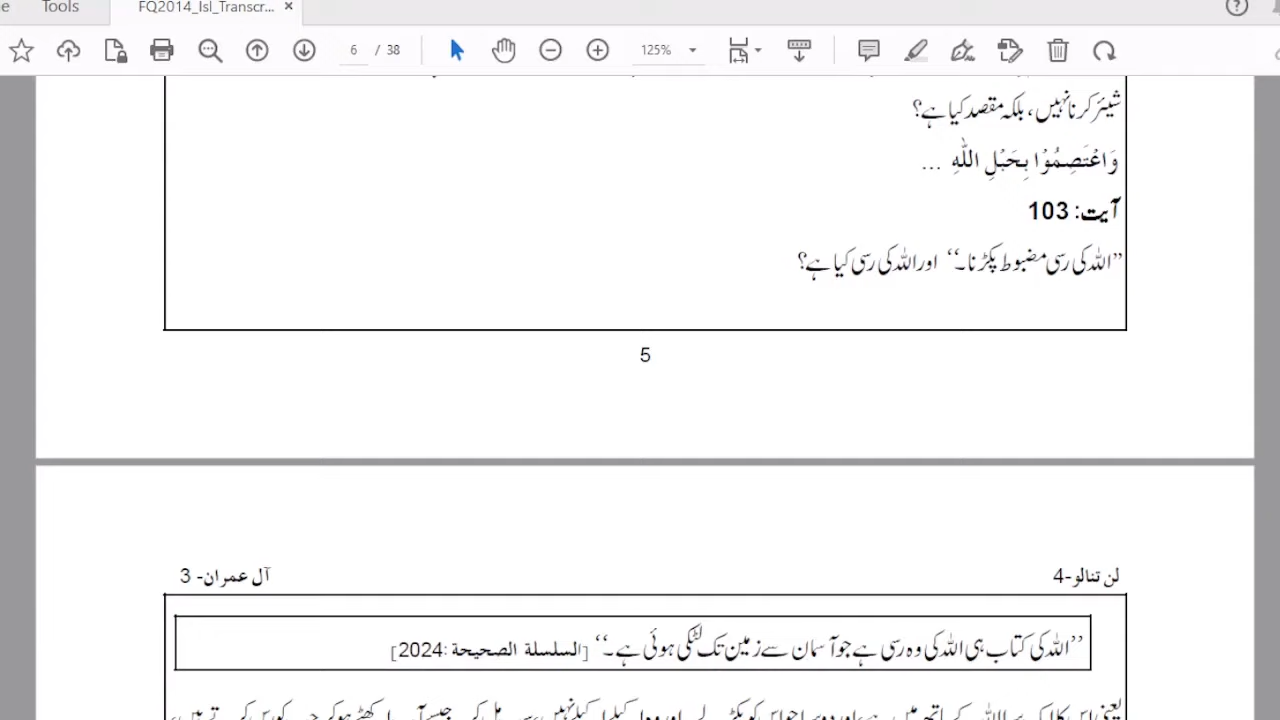 Tools
FQ2014_Isl_Transcr... ×
6 / 38
125%
شیئر کرنا نہیں، بلکہ مقصد کیا ہے؟
وَاعْتَصِمُوْا بِحَبْلِ اللّٰهِ ...
آیت: 103
”اللہ کی رسی مضبوط پکڑنا۔‘‘ اور اللہ کی رسی کیا ہے؟
5
لن تنالو-4
آل عمران- 3
’’اللہ کی کتاب ہی اللہ کی وہ رسی ہے جو آسمان سے زمین تک لٹکی ہوئی ہے۔‘‘ [السلسلة الصحيحة :2024]